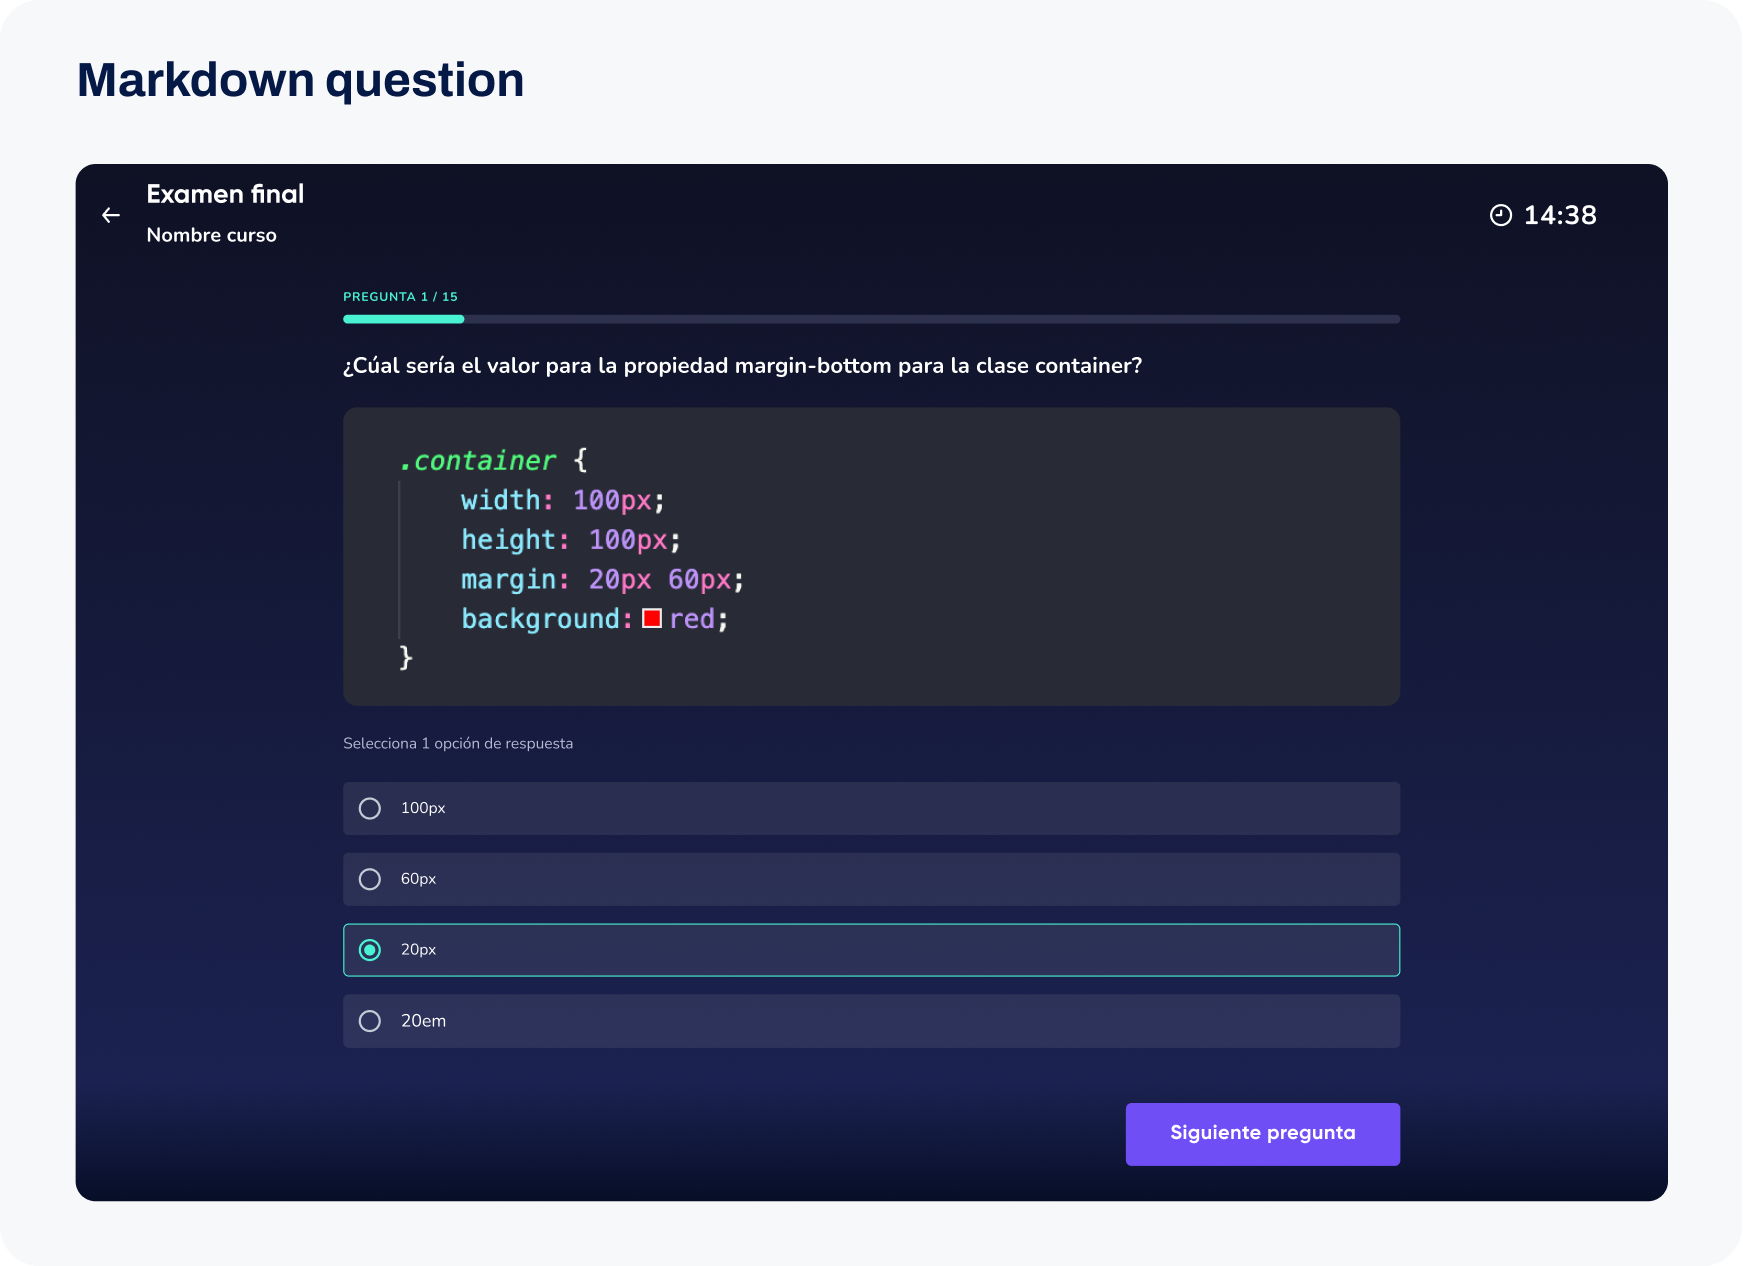 Markdown question
Examen final
Nombre curso
14:38
PREGUNTA 1 / 15
¿Cúal sería el valor para la propiedad margin-bottom para la clase container?
.container {
    width: 100px;
    height: 100px;
    margin: 20px 60px;
    background: red;
}
Selecciona 1 opción de respuesta
100px
60px
20px
20em
Siguiente pregunta